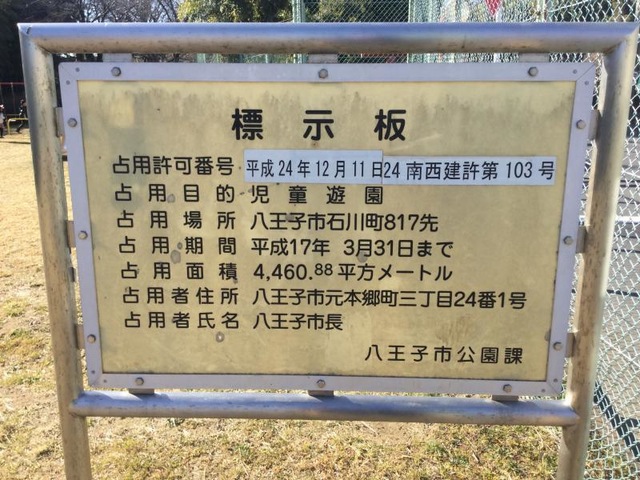 標示板
占用許可番号 平成24年12月11日24南西建許第103号
占用目的 児童遊園
占用場所 八王子市石川町817先
占用期間 平成17年 3月31日まで
占用面積 4,460.88平方メートル
占用者住所 八王子市元本郷町三丁目24番1号
占用者氏名 八王子市長
八王子市公園課